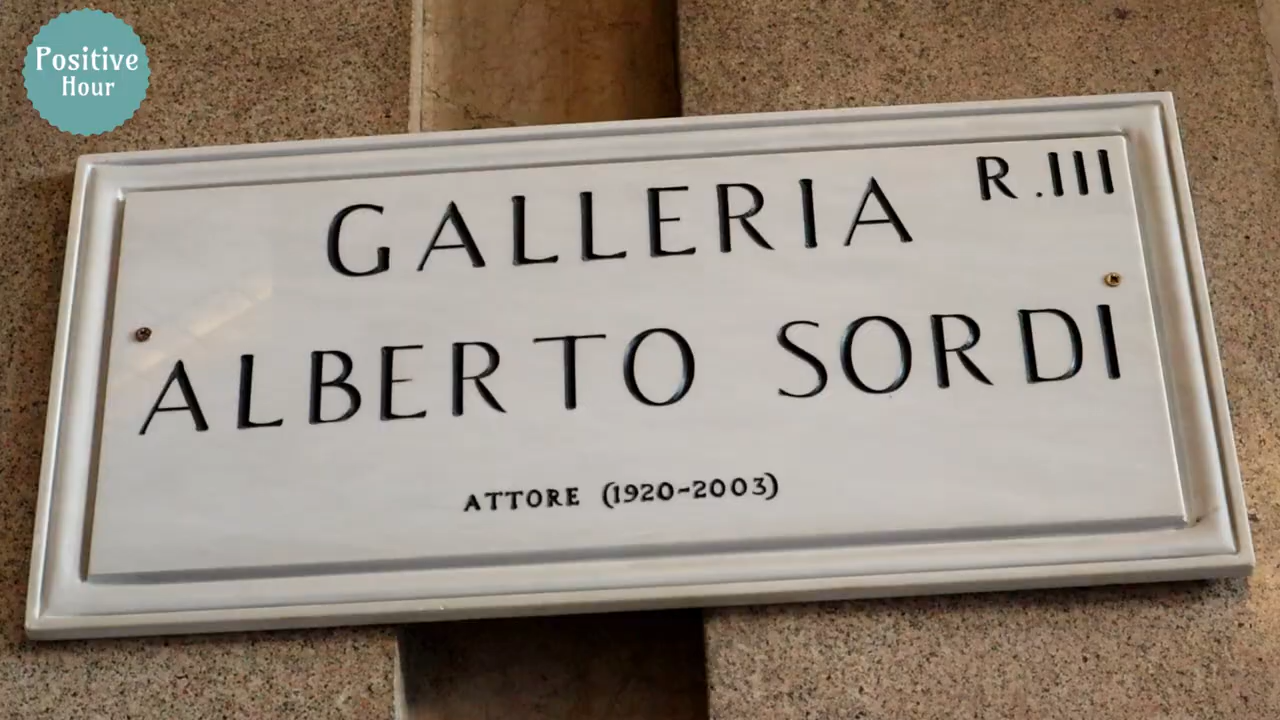 Positive
Hour
R.III
GALLERIA
ALBERTO SORDI
ATTORE (1920-2003)